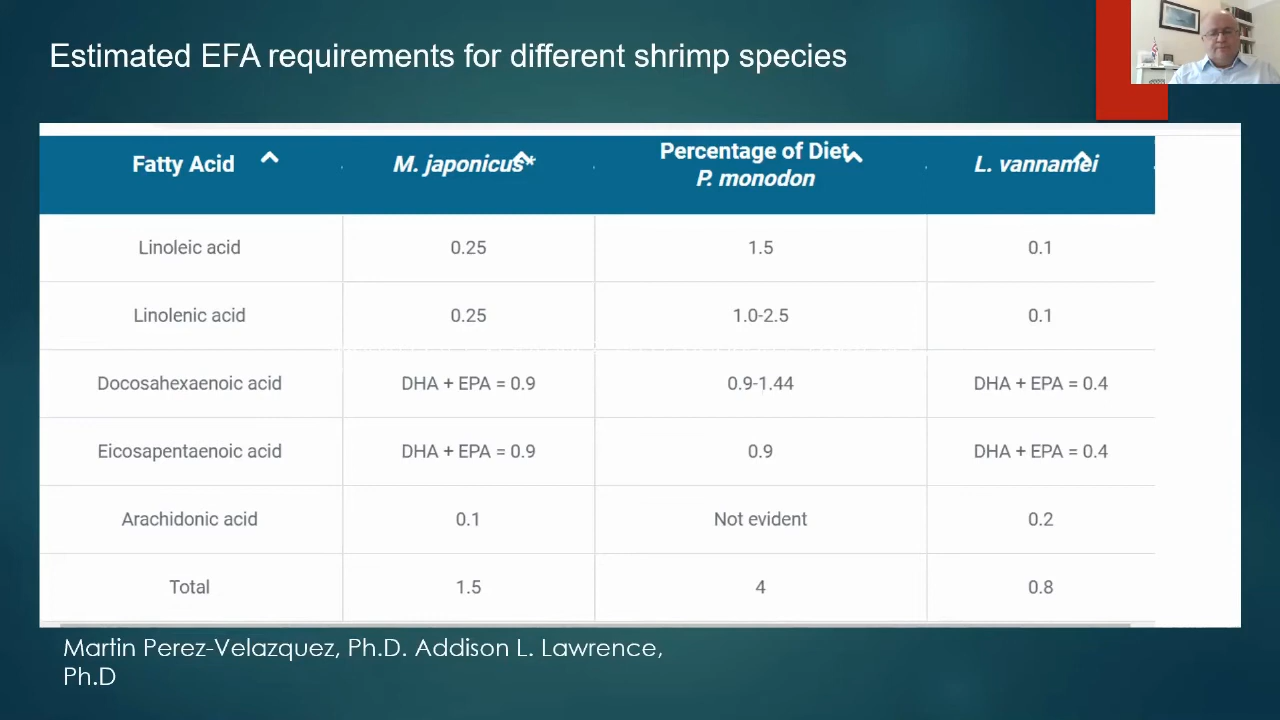 Estimated EFA requirements for different shrimp species
Fatty Acid M. japonicus* Percentage of Diet P. monodon L. vannamei
Linoleic acid 0.25 1.5 0.1
Linolenic acid 0.25 1.0-2.5 0.1
Docosahexaenoic acid DHA + EPA = 0.9 0.9-1.44 DHA + EPA = 0.4
Eicosapentaenoic acid DHA + EPA = 0.9 0.9 DHA + EPA = 0.4
Arachidonic acid 0.1 Not evident 0.2
Total 1.5 4 0.8
Martin Perez-Velazquez, Ph.D. Addison L. Lawrence,
Ph.D